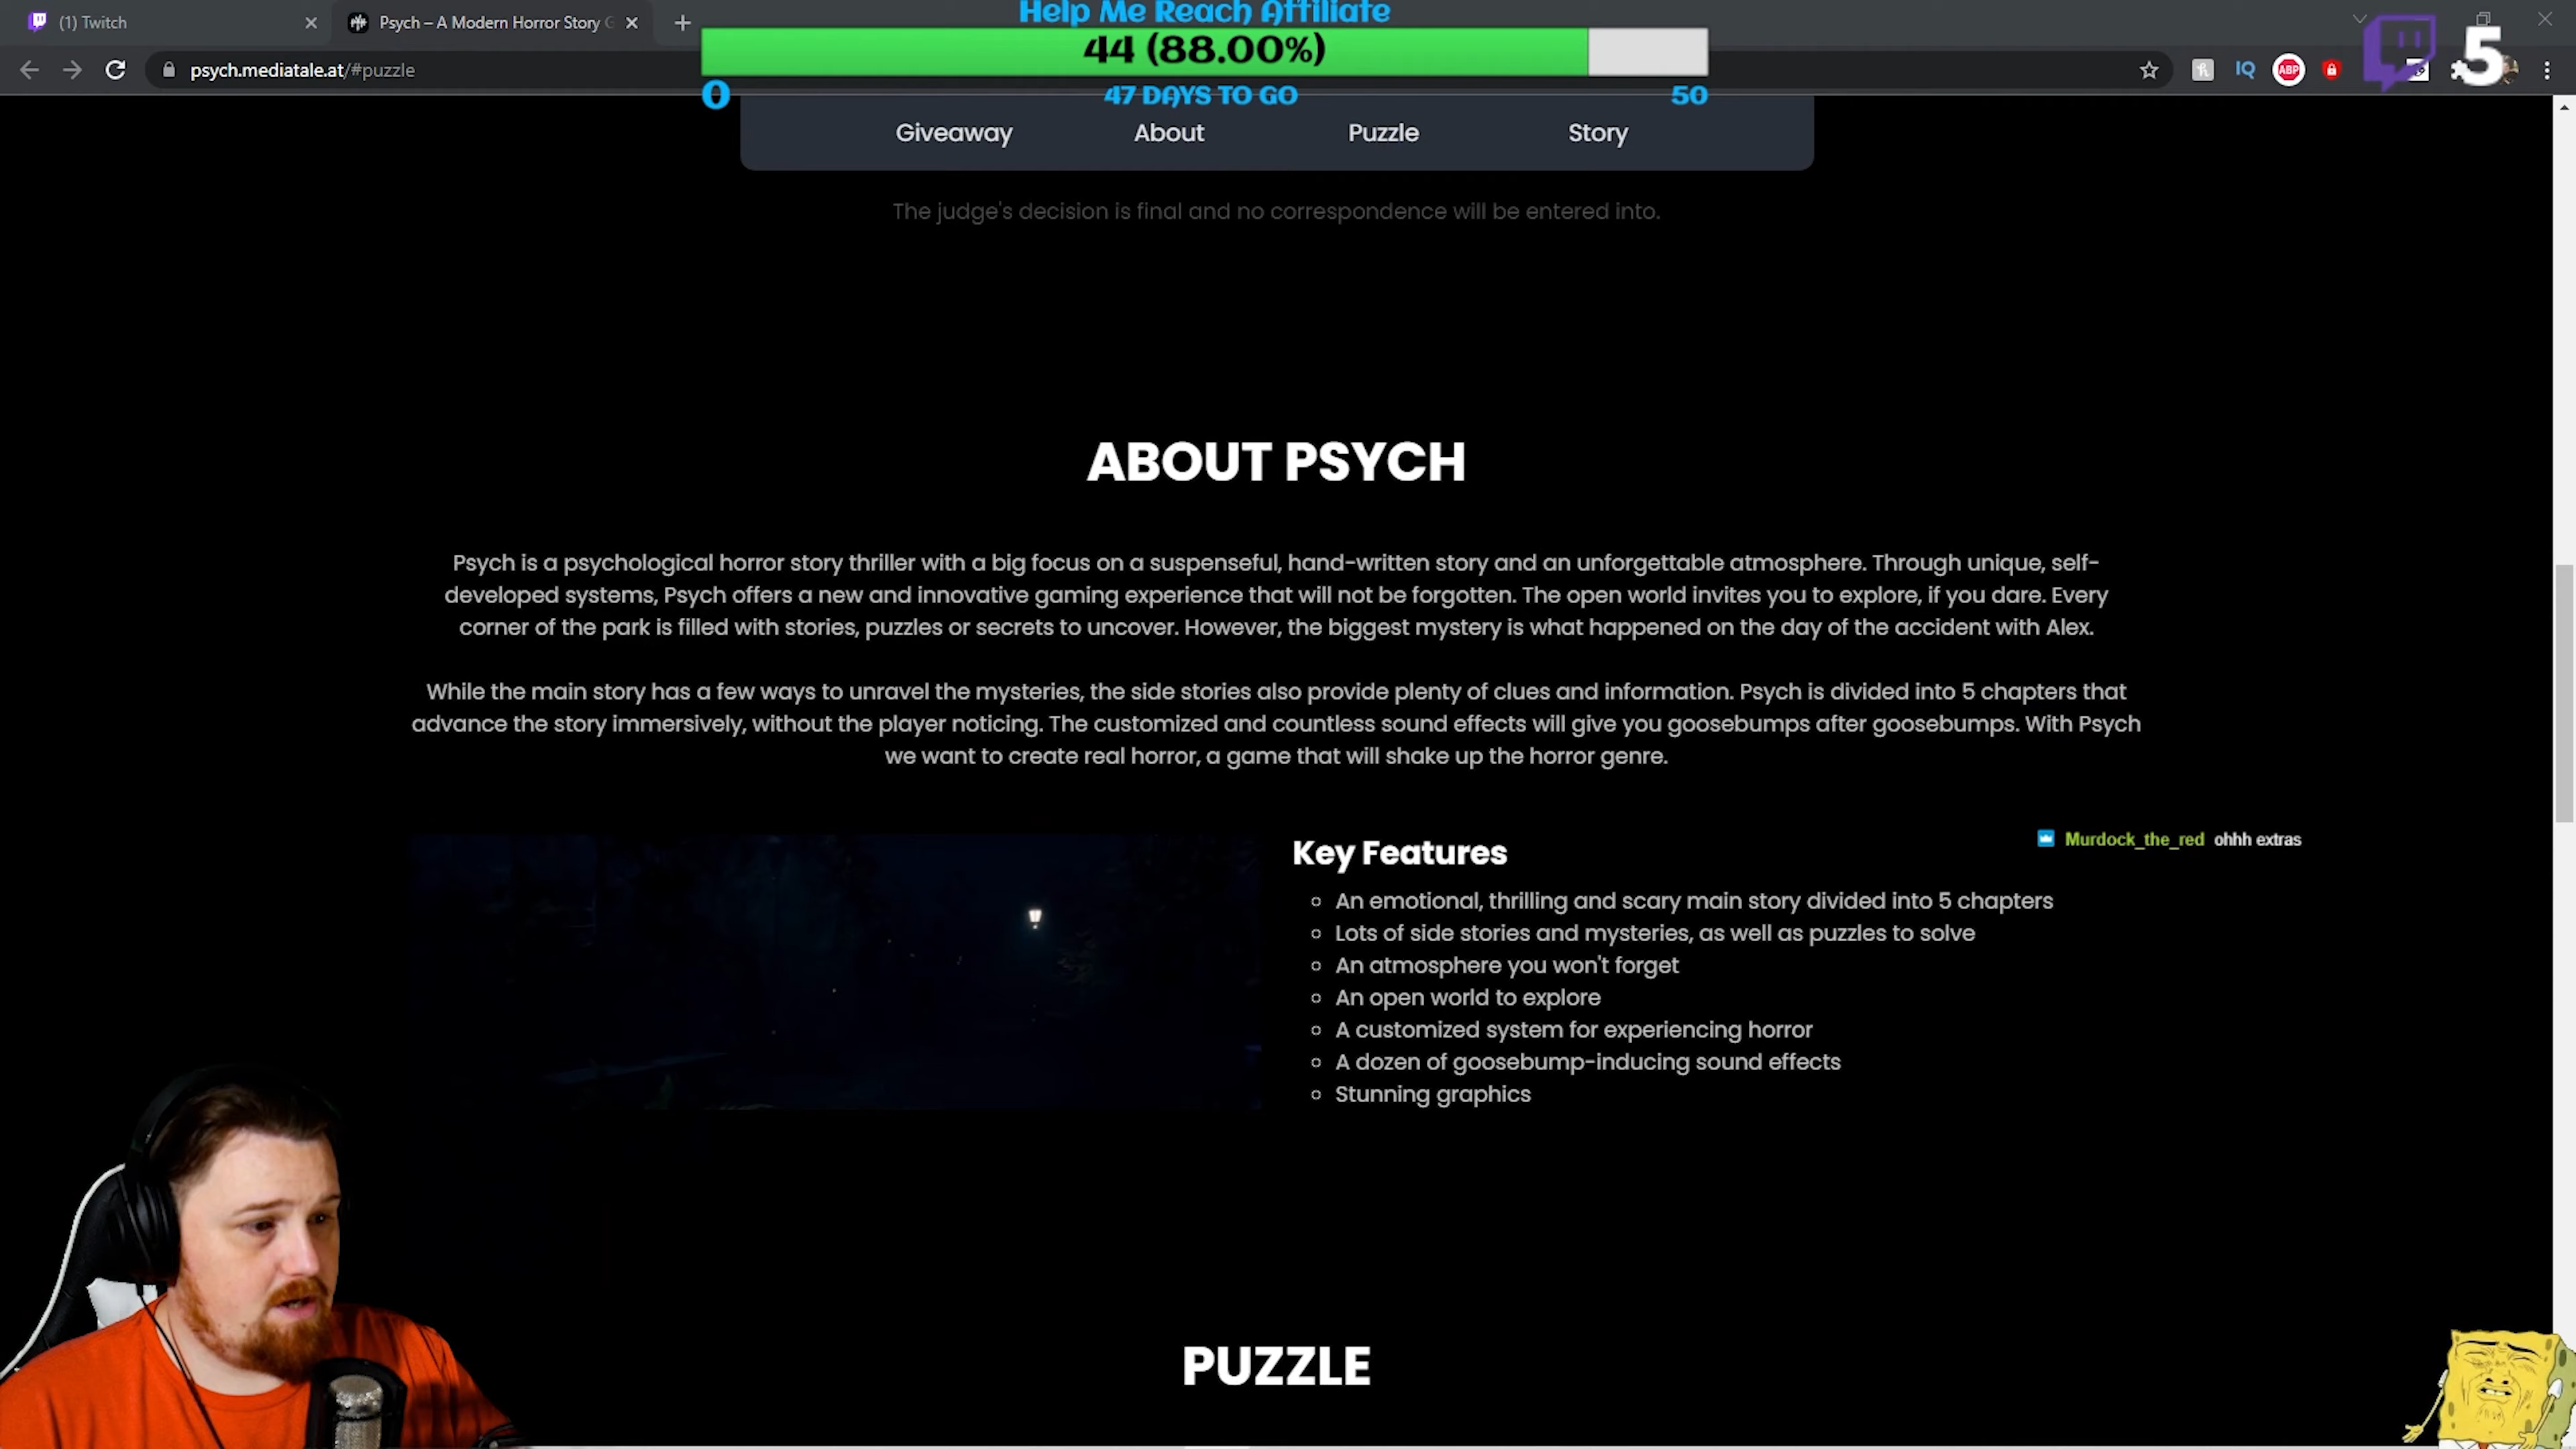 (1) Twitch
Psych – A Modern Horror Story G
Help Me Reach Affiliate
44 (88.00%)
5
psych.mediatale.at/#puzzle
IQ
ABP
0
47 DAYS TO GO
50
Giveaway
About
Puzzle
Story
The judge's decision is final and no correspondence will be entered into.
ABOUT PSYCH
Psych is a psychological horror story thriller with a big focus on a suspenseful, hand-written story and an unforgettable atmosphere. Through unique, self-
developed systems, Psych offers a new and innovative gaming experience that will not be forgotten. The open world invites you to explore, if you dare. Every
corner of the park is filled with stories, puzzles or secrets to uncover. However, the biggest mystery is what happened on the day of the accident with Alex.
While the main story has a few ways to unravel the mysteries, the side stories also provide plenty of clues and information. Psych is divided into 5 chapters that
advance the story immersively, without the player noticing. The customized and countless sound effects will give you goosebumps after goosebumps. With Psych
we want to create real horror, a game that will shake up the horror genre.
Key Features
Murdock_the_red ohhh extras
An emotional, thrilling and scary main story divided into 5 chapters
Lots of side stories and mysteries, as well as puzzles to solve
An atmosphere you won't forget
An open world to explore
A customized system for experiencing horror
A dozen of goosebump-inducing sound effects
Stunning graphics
PUZZLE